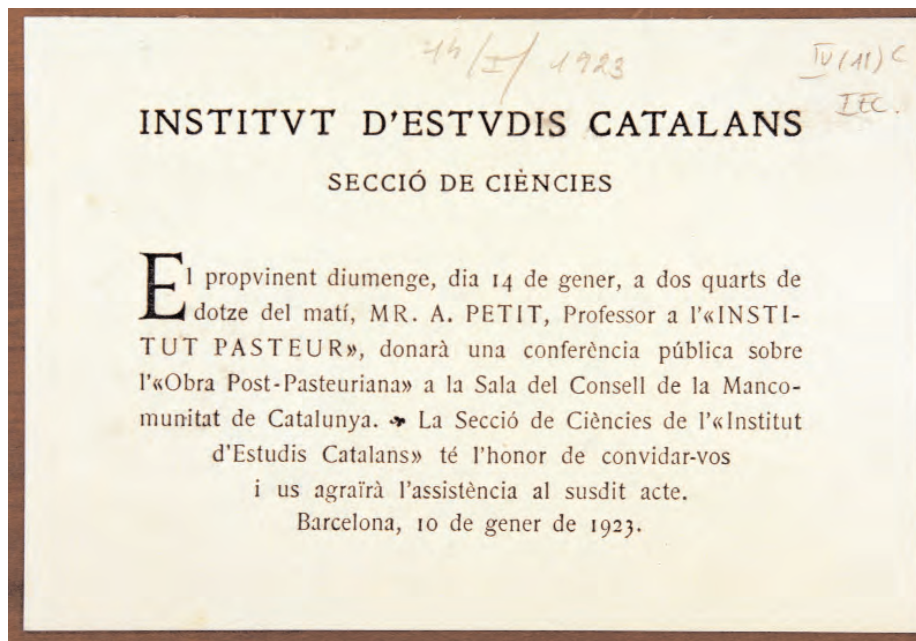 14/I/1923
IV(11)C
IEC.
INSTITVT D'ESTVDIS CATALANS
SECCIÓ DE CIÈNCIES
El propvinent diumenge, dia 14 de gener, a dos quarts de
dotze del matí, MR. A. PETIT, Professor a l'«INSTI-
TUT PASTEUR», donarà una conferència pública sobre
l'«Obra Post-Pasteuriana» a la Sala del Consell de la Manco-
munitat de Catalunya. ❧ La Secció de Ciències de l'«Institut
d'Estudis Catalans» té l'honor de convidar-vos
i us agraïrà l'assistència al susdit acte.
Barcelona, 10 de gener de 1923.